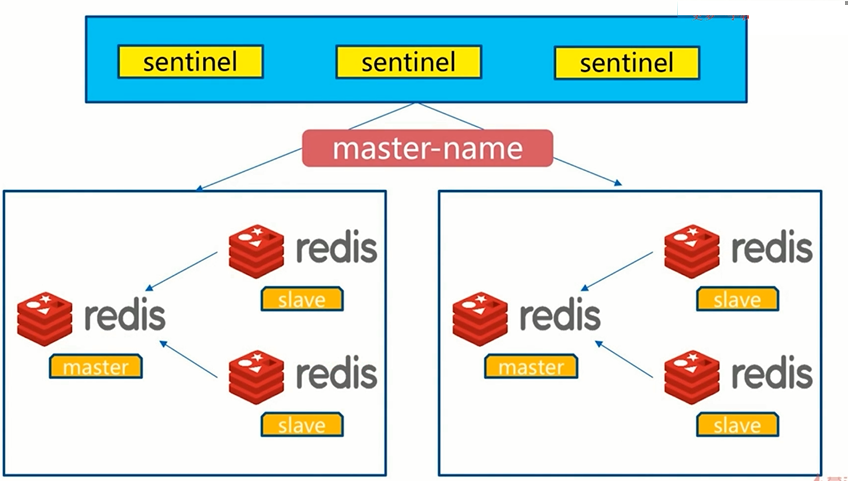 sentinel sentinel sentinel
master-name
redis redis
slave slave
redis redis
master master
redis redis
slave slave